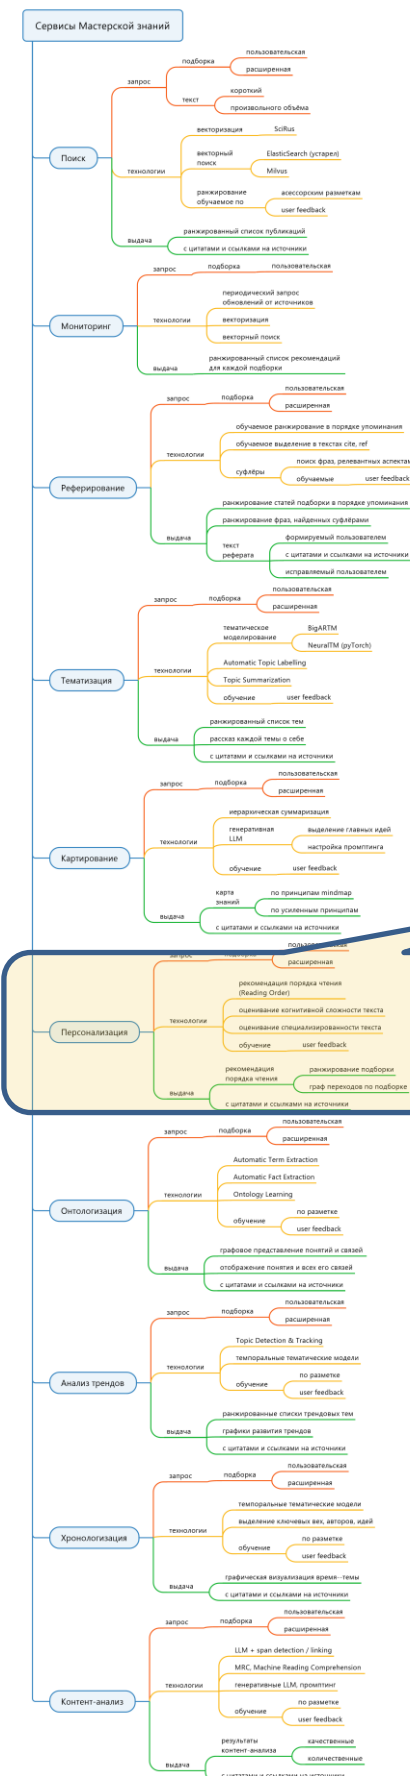 Сервисы Мастерской знаний
Поиск
запрос
подборка
пользовательская
расширенная
текст
короткий
произвольного объёма
технологии
векторизация
SciRus
векторный
поиск
ElasticSearch (устарел)
Milvus
ранжирование
обучаемое по
асессорским разметкам
user feedback
выдача
ранжированный список публикаций
с цитатами и ссылками на источники
Мониторинг
запрос
подборка
пользовательская
технологии
периодический запрос
обновлений от источников
векторизация
векторный поиск
выдача
ранжированный список рекомендаций
для каждой подборки
Реферирование
запрос
подборка
пользовательская
расширенная
технологии
обучаемое ранжирование в порядке упоминания
обучаемое выделение в текстах cite, ref
суфлёры
поиск фраз, релевантных аспектам
обучаемые
user feedback
выдача
ранжирование статей подборки в порядке упоминания
ранжирование фраз, найденных суфлёрами
текст
реферата
формируемый пользователем
с цитатами и ссылками на источники
исправляемый пользователем
Тематизация
запрос
подборка
пользовательская
расширенная
технологии
тематическое
моделирование
BigARTM
NeuralTM (pyTorch)
Automatic Topic Labelling
Topic Summarization
обучение
user feedback
выдача
ранжированный список тем
рассказ каждой темы о себе
с цитатами и ссылками на источники
Картирование
запрос
подборка
пользовательская
расширенная
технологии
иерархическая суммаризация
генеративная
LLM
выделение главных идей
настройка промптинга
обучение
user feedback
выдача
карта
знаний
по принципам mindmap
по усиленным принципам
с цитатами и ссылками на источники
Персонализация
запрос
подборка
пользовательская
расширенная
технологии
рекомендация порядка чтения
(Reading Order)
оценивание когнитивной сложности текста
оценивание специализированности текста
обучение
user feedback
выдача
рекомендация
порядка чтения
ранжирование подборки
граф переходов по подборке
с цитатами и ссылками на источники
Онтологизация
запрос
подборка
пользовательская
расширенная
технологии
Automatic Term Extraction
Automatic Fact Extraction
Ontology Learning
обучение
по разметке
user feedback
выдача
графовое представление понятий и связей
отображение понятия и всех его связей
с цитатами и ссылками на источники
Анализ трендов
запрос
подборка
пользовательская
расширенная
технологии
Topic Detection & Tracking
темпоральные тематические модели
обучение
по разметке
user feedback
выдача
ранжированные списки трендовых тем
графики развития трендов
с цитатами и ссылками на источники
Хронологизация
запрос
подборка
пользовательская
расширенная
технологии
темпоральные тематические модели
выделение ключевых вех, авторов, идей
обучение
по разметке
user feedback
выдача
графическая визуализация время--темы
с цитатами и ссылками на источники
Контент-анализ
запрос
подборка
пользовательская
расширенная
технологии
LLM + span detection / linking
MRC, Machine Reading Comprehension
генеративные LLM, промптинг
обучение
по разметке
user feedback
выдача
результаты
контент-анализа
качественные
количественные
с цитатами и ссылками на источники